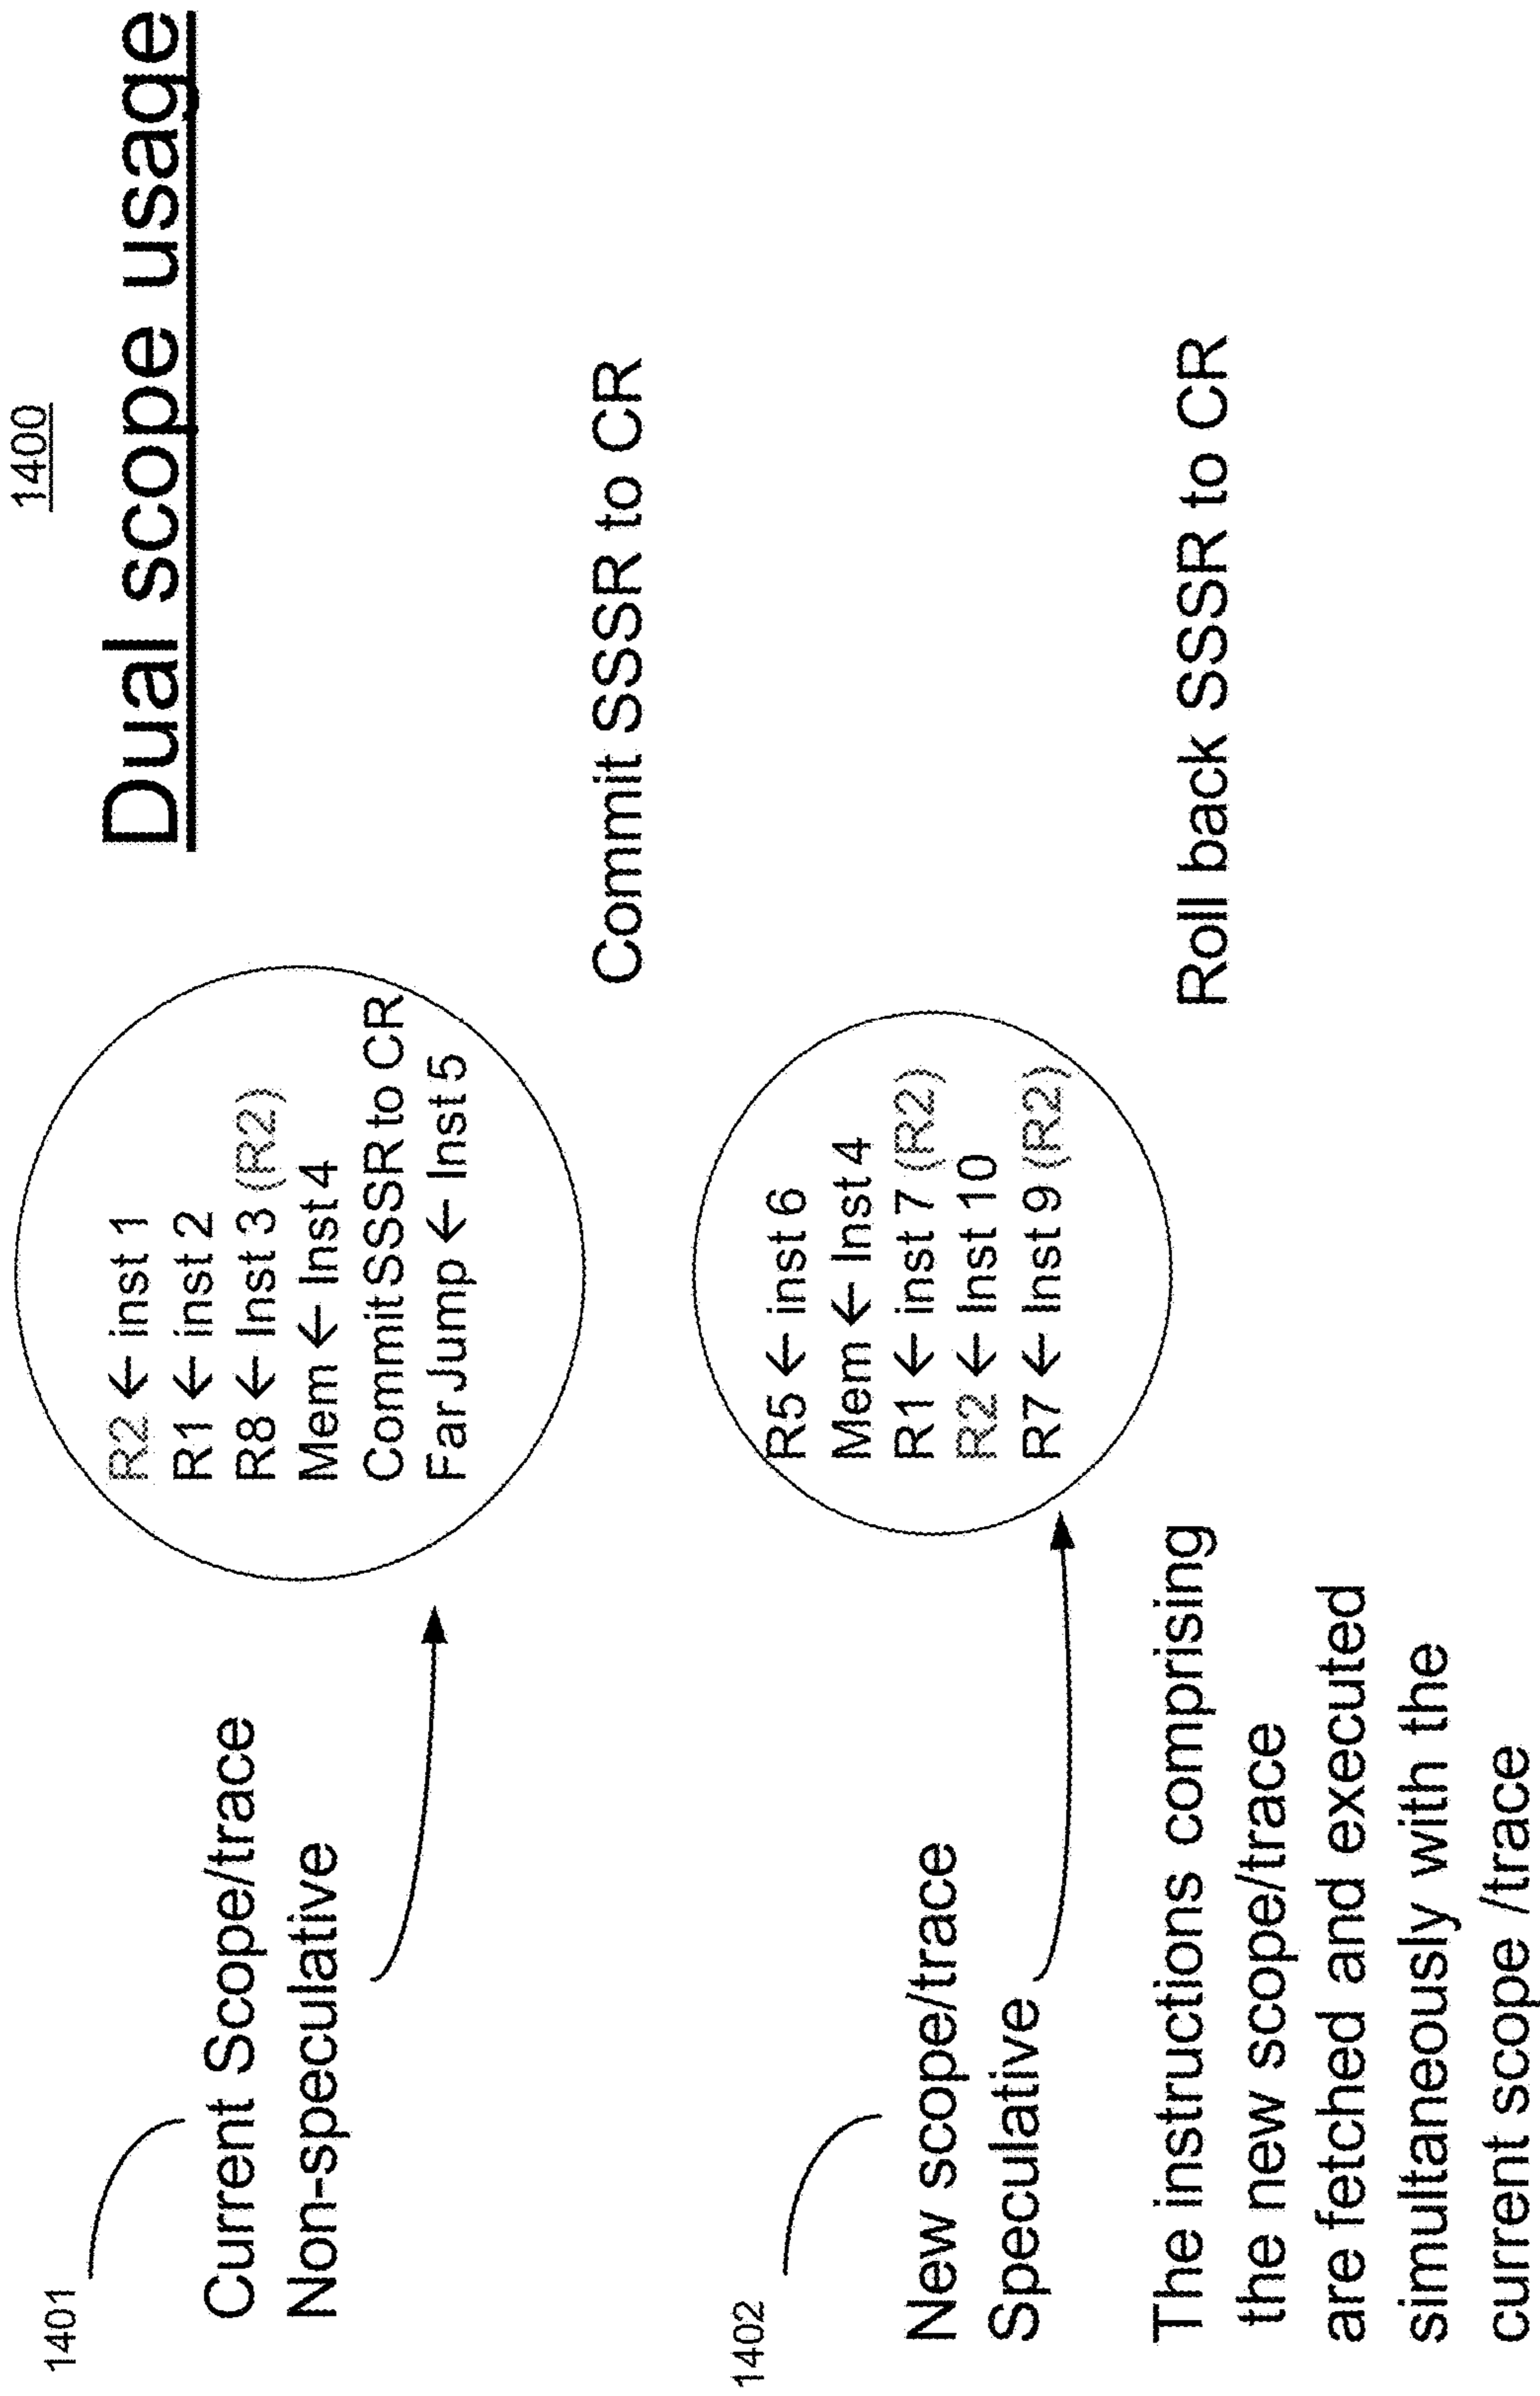 1400
Dual scope usage
1401
Current Scope/trace
Non-speculative
R2 ← inst 1
R1 ← inst 2
R8 ← Inst 3 (R2)
Mem ← Inst 4
Commit SSSR to CR
Far Jump ← Inst 5
Commit SSSR to CR
1402
New scope/trace
Speculative
R5 ← inst 6
Mem ← Inst 4
R1 ← inst 7 (R2)
R2 ← Inst 10
R7 ← Inst 9 (R2)
Roll back SSSR to CR
The instructions comprising
the new scope/trace
are fetched and executed
simultaneously with the
current scope /trace